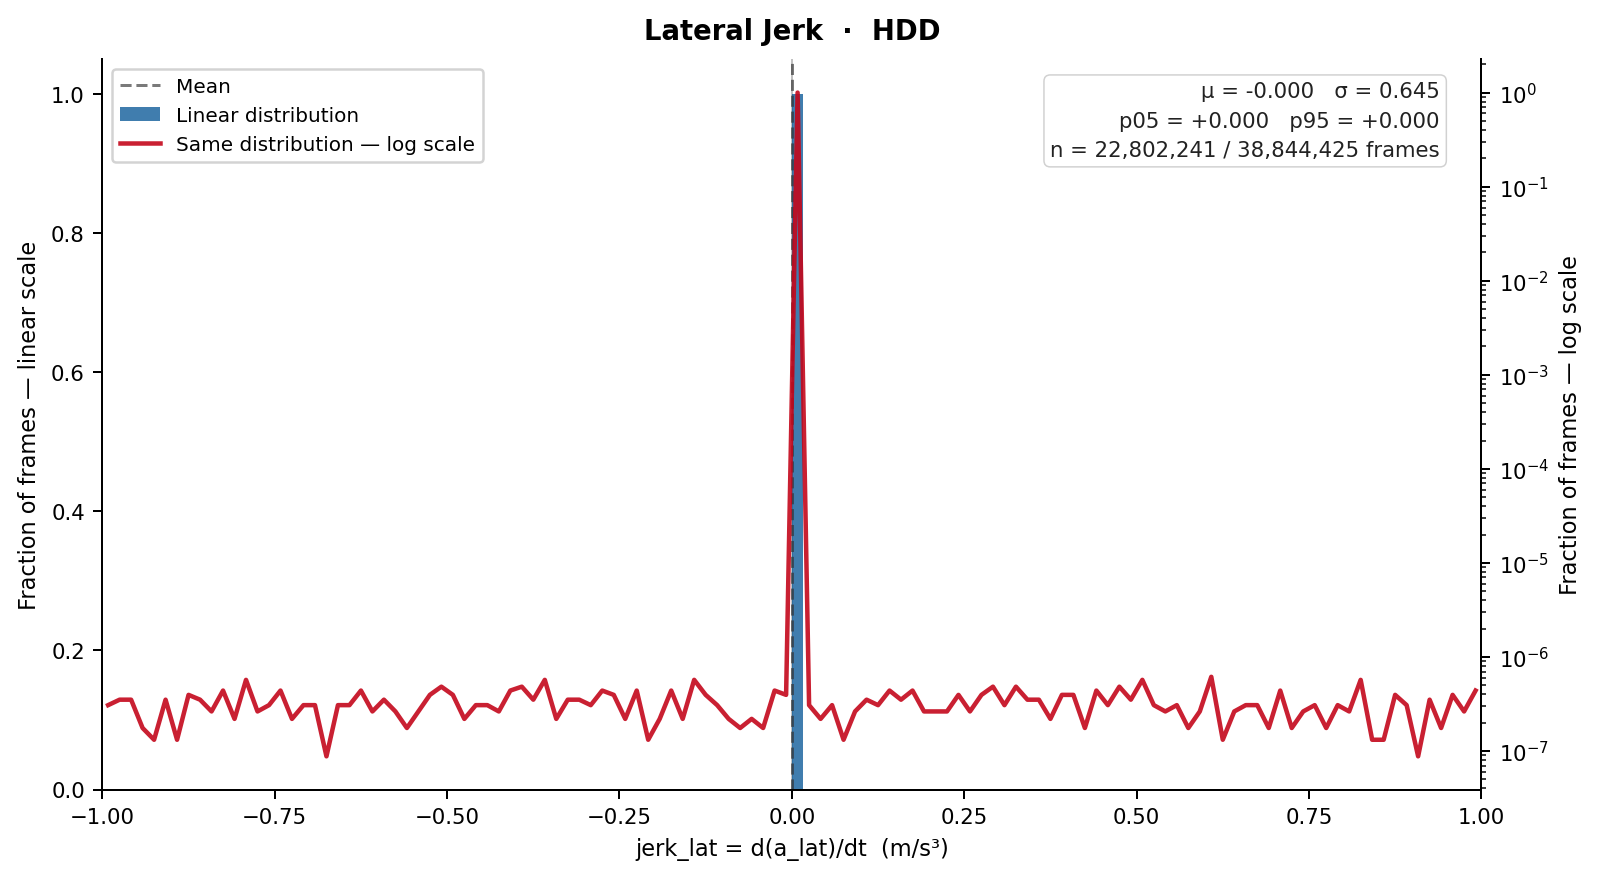 Lateral Jerk · HDD
Mean
Linear distribution
Same distribution — log scale
μ = -0.000 σ = 0.645
p05 = +0.000 p95 = +0.000
n = 22,802,241 / 38,844,425 frames
Fraction of frames — linear scale
1.0
0.8
0.6
0.4
0.2
0.0
10⁰
10⁻¹
10⁻²
10⁻³
10⁻⁴
10⁻⁵
10⁻⁶
10⁻⁷
Fraction of frames — log scale
−1.00 −0.75 −0.50 −0.25 0.00 0.25 0.50 0.75 1.00
jerk_lat = d(a_lat)/dt (m/s³)